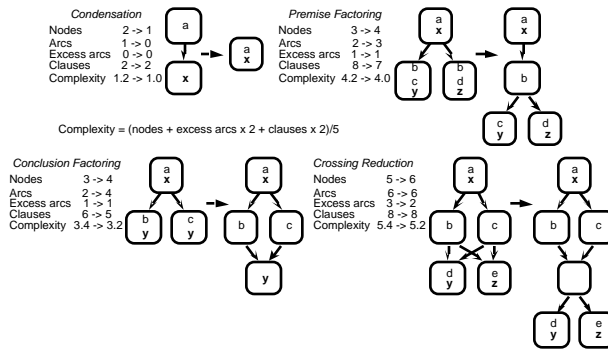 Condensation
Nodes 2 -> 1
Arcs 1 -> 0
Excess arcs 0 -> 0
Clauses 2 -> 2
Complexity 1.2 -> 1.0
a
x
a
x
Premise Factoring
Nodes 3 -> 4
Arcs 2 -> 3
Excess arcs 1 -> 1
Clauses 8 -> 7
Complexity 4.2 -> 4.0
a
x
b
c
y
b
d
z
a
x
b
c
y
d
z
Complexity = (nodes + excess arcs x 2 + clauses x 2)/5
Conclusion Factoring
Nodes 3 -> 4
Arcs 2 -> 4
Excess arcs 1 -> 1
Clauses 6 -> 5
Complexity 3.4 -> 3.2
a
x
b
y
c
y
a
x
b
c
y
Crossing Reduction
Nodes 5 -> 6
Arcs 6 -> 6
Excess arcs 3 -> 2
Clauses 8 -> 8
Complexity 5.4 -> 5.2
a
x
b
c
d
y
e
z
a
x
b
c
d
y
e
z